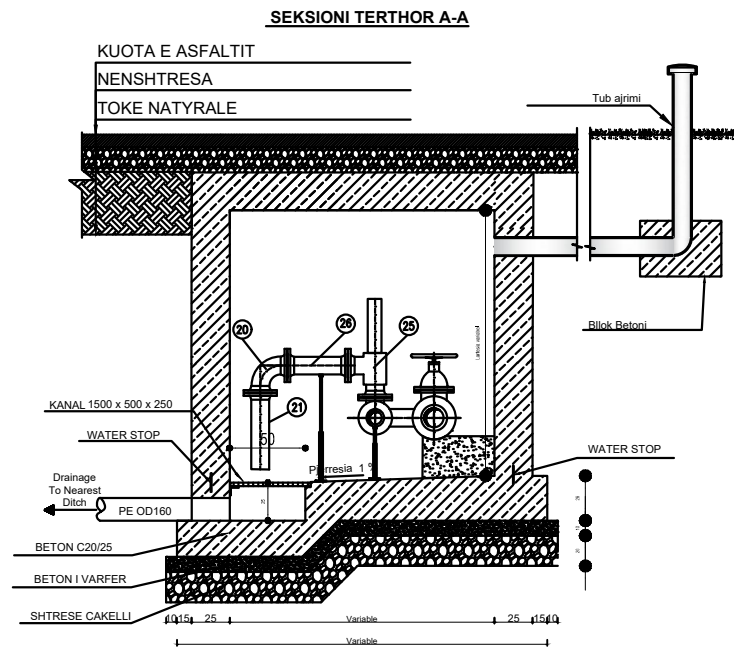 SEKSIONI TERTHOR A-A
KUOTA E ASFALTIT
NENSHTRESA
TOKE NATYRALE
Tub ajrimi
Bllok Betoni
20
26
25
21
50
KANAL 1500 x 500 x 250
WATER STOP
WATER STOP
Drainage
To Nearest
Ditch
PE OD160
25
BETON C20/25
BETON I VARFER
SHTRESE CAKELLI
10 15 25 Variable 25 15 10
Variable